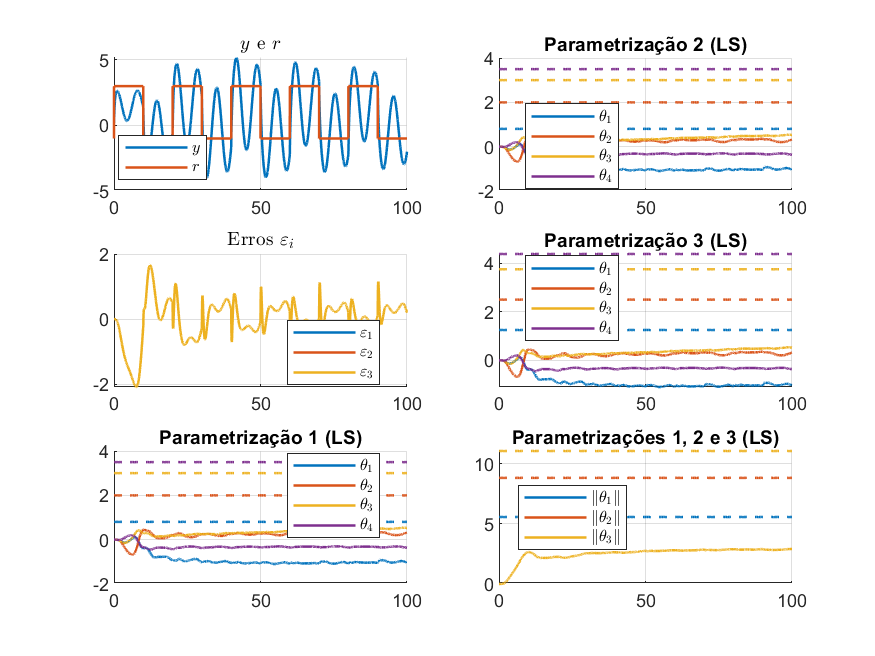 y e r
5
0
-5
0 50 100
y
r
Parametrização 2 (LS)
4
2
0
-2
0 50 100
θ1
θ2
θ3
θ4
Erros εi
2
0
-2
0 50 100
ε1
ε2
ε3
Parametrização 3 (LS)
4
2
0
0 50 100
θ1
θ2
θ3
θ4
Parametrização 1 (LS)
4
2
0
-2
0 50 100
θ1
θ2
θ3
θ4
Parametrizações 1, 2 e 3 (LS)
10
5
0
0 50 100
‖θ1‖
‖θ2‖
‖θ3‖